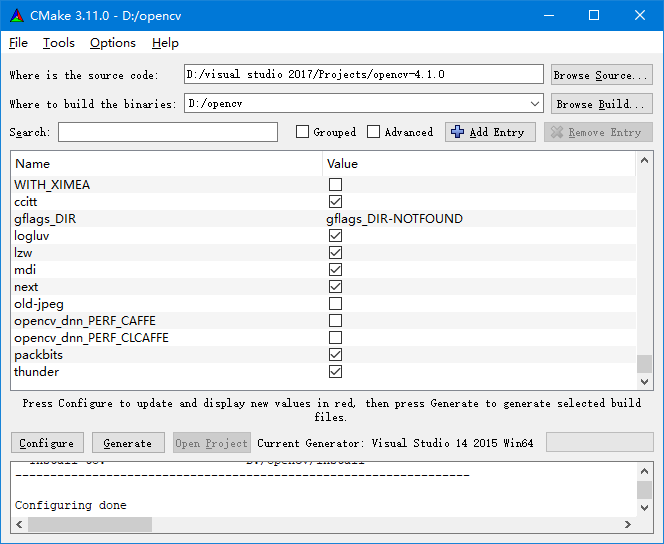 CMake 3.11.0 - D:/opencv
File Tools Options Help
Where is the source code: D:/visual studio 2017/Projects/opencv-4.1.0 Browse Source...
Where to build the binaries: D:/opencv Browse Build...
Search: Grouped Advanced Add Entry Remove Entry
Name Value
WITH_XIMEA
ccitt
gflags_DIR gflags_DIR-NOTFOUND
logluv
lzw
mdi
next
old-jpeg
opencv_dnn_PERF_CAFFE
opencv_dnn_PERF_CLCAFFE
packbits
thunder
Press Configure to update and display new values in red, then press Generate to generate selected build
files.
Configure Generate Open Project Current Generator: Visual Studio 14 2015 Win64
Install to: D:/opencv/install
-----------------------------------------------------------------
Configuring done